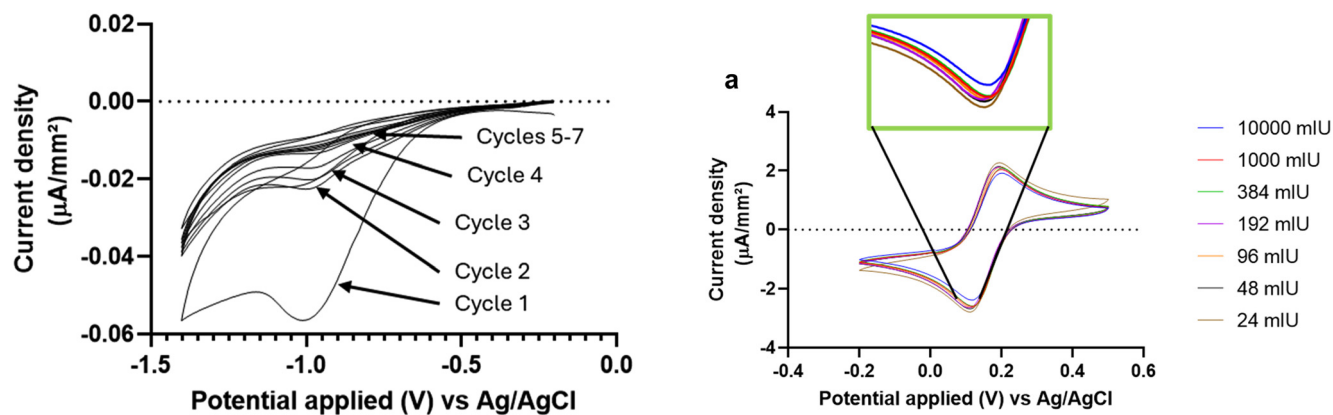 0.02
0.00
-0.02
-0.04
-0.06
Current density
(µA/mm²)
Cycles 5-7
Cycle 4
Cycle 3
Cycle 2
Cycle 1
-1.5
-1.0
-0.5
0.0
Potential applied (V) vs Ag/AgCl
a
4
2
0
-2
-4
Current density
(µA/mm²)
-0.4
-0.2
0.0
0.2
0.4
0.6
Potential applied (V) vs Ag/AgCl
10000 mIU
1000 mIU
384 mIU
192 mIU
96 mIU
48 mIU
24 mIU